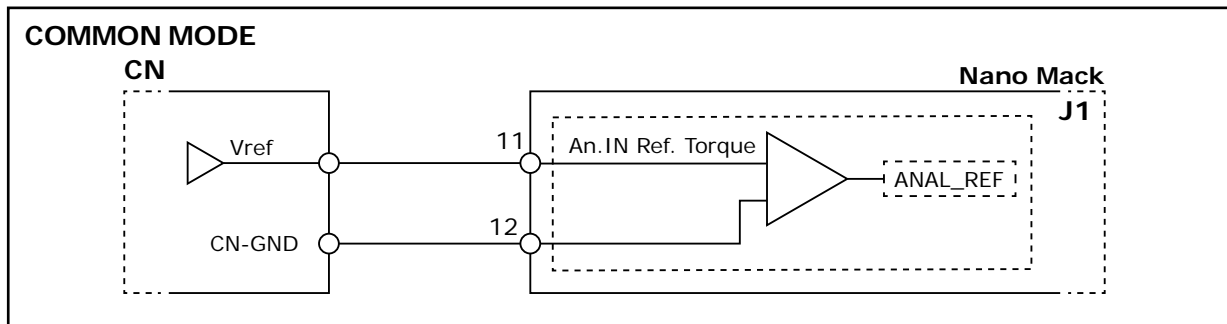 COMMON MODE
CN
Nano Mack
J1
Vref
11
An.IN Ref. Torque
ANAL_REF
CN-GND
12